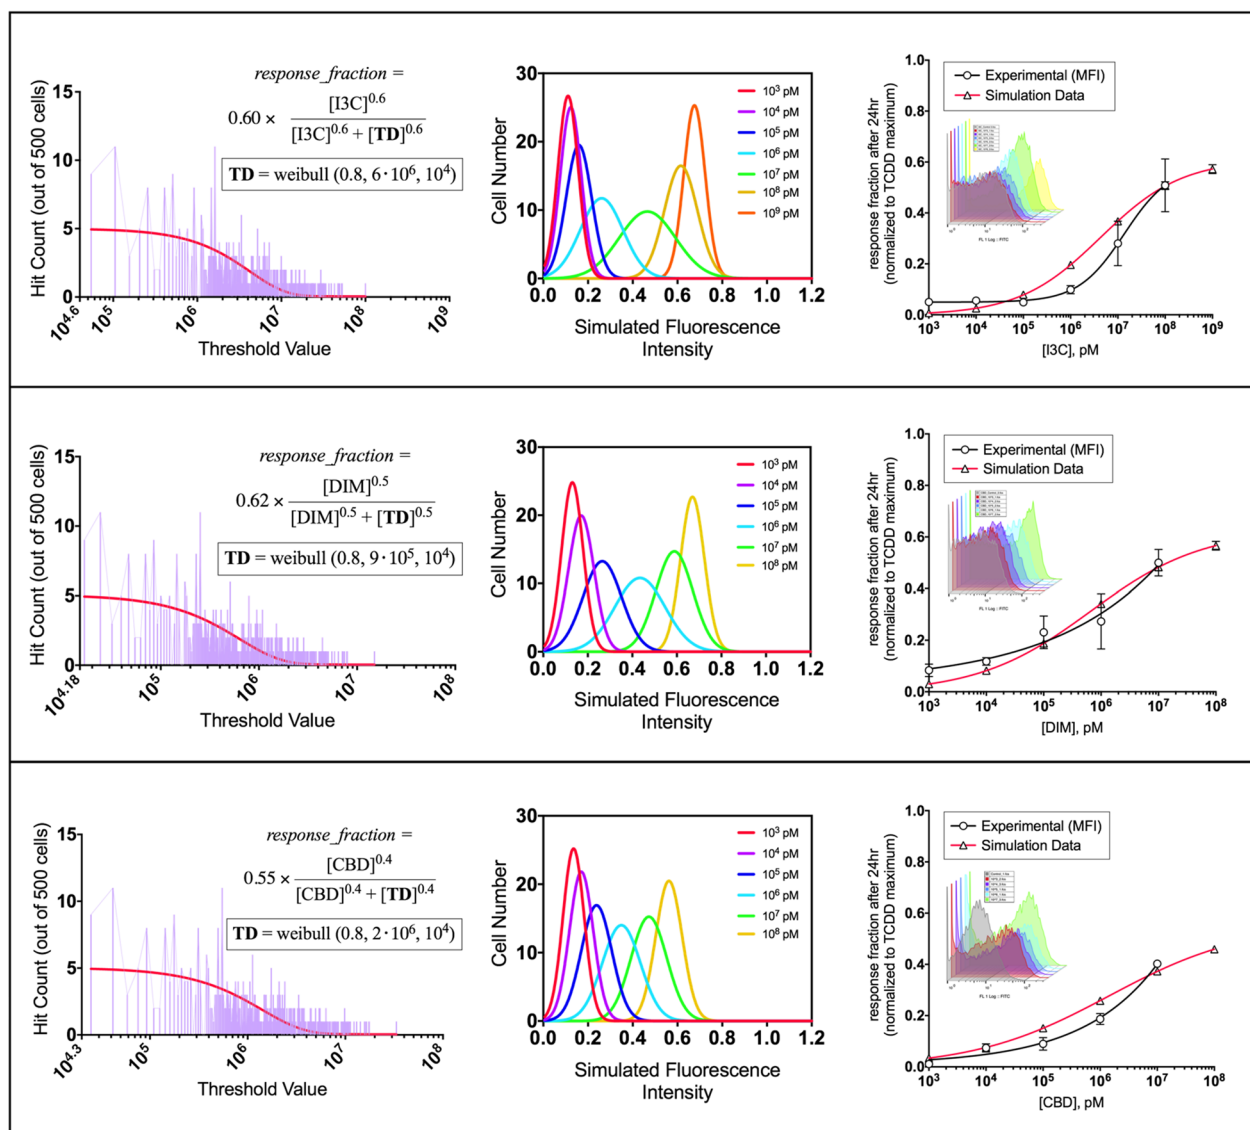 response_fraction =
0.60 × [I3C]^0.6 / [I3C]^0.6 + [TD]^0.6
TD = weibull (0.8, 6·10^6, 10^4)
Hit Count (out of 500 cells)
15
10
5
0
10^4.6 10^5 10^6 10^7 10^8 10^9
Threshold Value
30
20
10
0
Cell Number
10^3 pM
10^4 pM
10^5 pM
10^6 pM
10^7 pM
10^8 pM
10^9 pM
0.0 0.2 0.4 0.6 0.8 1.0 1.2
Simulated Fluorescence
Intensity
response fraction after 24hr
(normalized to TCDD maximum)
1.0
0.8
0.6
0.4
0.2
0.0
Experimental (MFI)
Simulation Data
FL 1 Log :: FITC
10^3 10^4 10^5 10^6 10^7 10^8 10^9
[I3C], pM
response_fraction =
0.62 × [DIM]^0.5 / [DIM]^0.5 + [TD]^0.5
TD = weibull (0.8, 9·10^5, 10^4)
Hit Count (out of 500 cells)
15
10
5
0
10^4.18 10^5 10^6 10^7 10^8
Threshold Value
30
20
10
0
Cell Number
10^3 pM
10^4 pM
10^5 pM
10^6 pM
10^7 pM
10^8 pM
0.0 0.2 0.4 0.6 0.8 1.0 1.2
Simulated Fluorescence
Intensity
response fraction after 24hr
(normalized to TCDD maximum)
1.0
0.8
0.6
0.4
0.2
0.0
Experimental (MFI)
Simulation Data
FL 1 Log :: FITC
10^3 10^4 10^5 10^6 10^7 10^8
[DIM], pM
response_fraction =
0.55 × [CBD]^0.4 / [CBD]^0.4 + [TD]^0.4
TD = weibull (0.8, 2·10^6, 10^4)
Hit Count (out of 500 cells)
15
10
5
0
10^4.3 10^5 10^6 10^7 10^8
Threshold Value
30
20
10
0
Cell Number
10^3 pM
10^4 pM
10^5 pM
10^6 pM
10^7 pM
10^8 pM
0.0 0.2 0.4 0.6 0.8 1.0 1.2
Simulated Fluorescence
Intensity
response fraction after 24hr
(normalized to TCDD maximum)
1.0
0.8
0.6
0.4
0.2
0.0
Experimental (MFI)
Simulation Data
FL 1 Log :: FITC
10^3 10^4 10^5 10^6 10^7 10^8
[CBD], pM